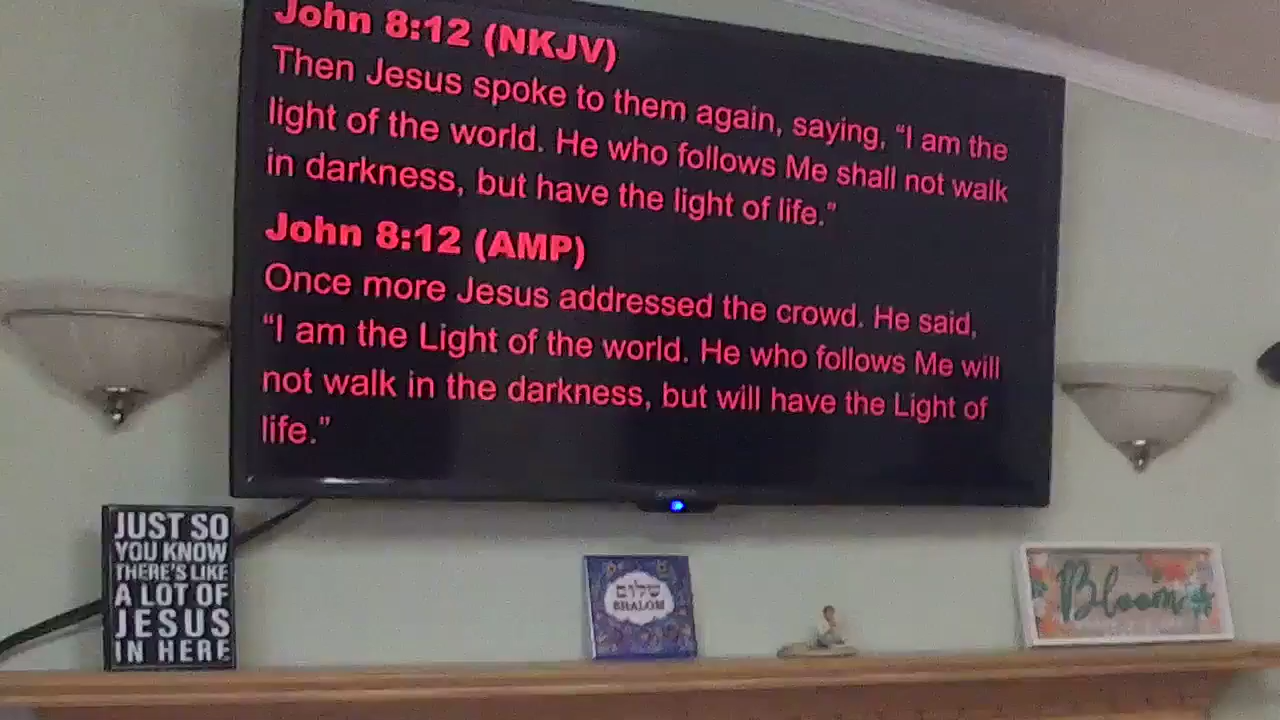 John 8:12 (NKJV)
Then Jesus spoke to them again, saying, “I am the
light of the world. He who follows Me shall not walk
in darkness, but have the light of life.”
John 8:12 (AMP)
Once more Jesus addressed the crowd. He said,
“I am the Light of the world. He who follows Me will
not walk in the darkness, but will have the Light of
life.”
JUST SO
YOU KNOW
THERE'S LIKE
A LOT OF
JESUS
IN HERE
שלום
SHALOM
Bloom